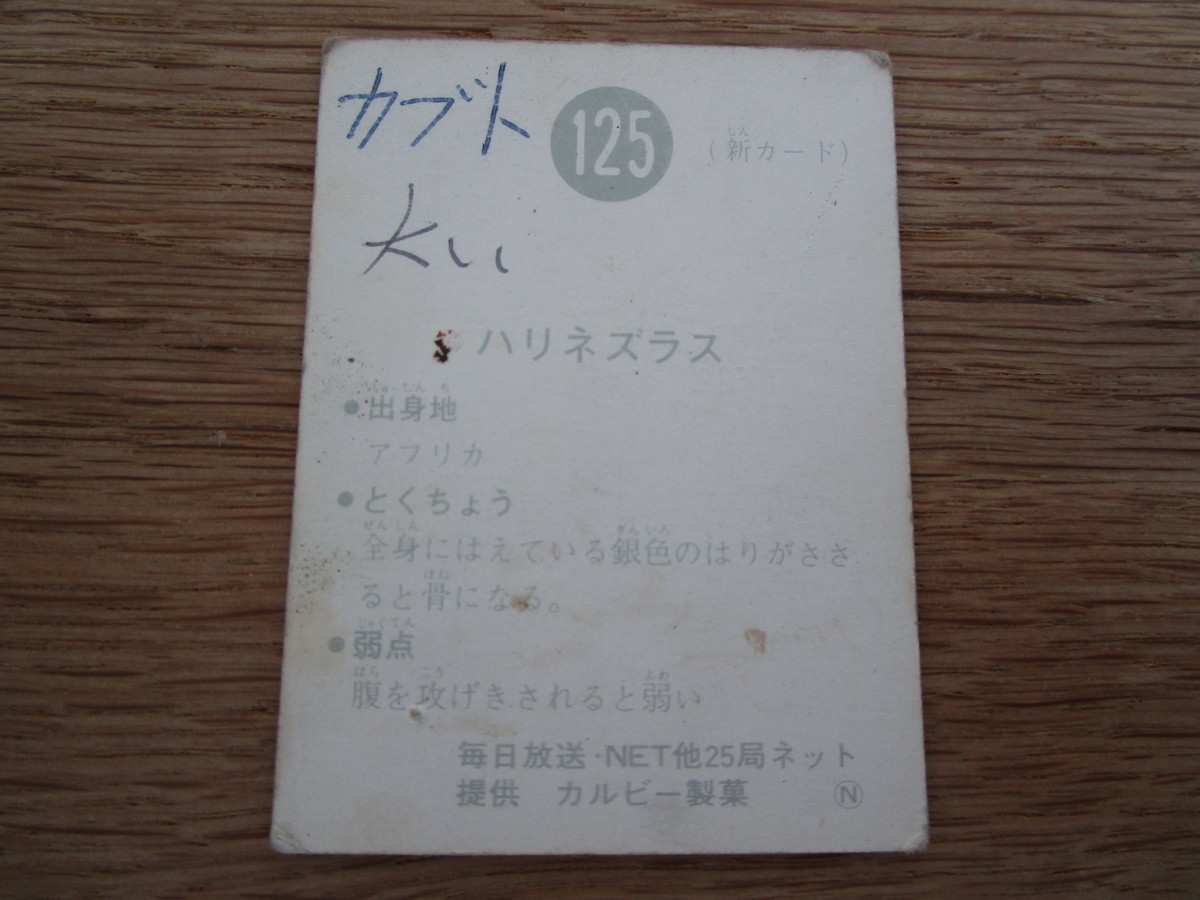 カブト
125
(新カード)
大いい
ハリネズラス
●出身地
アフリカ
●とくちょう
全身にはえている銀色のはりがささ
ると骨になる。
●弱点
腹を攻げきされると弱い
毎日放送・NET他25局ネット
提供 カルビー製菓 Ⓝ